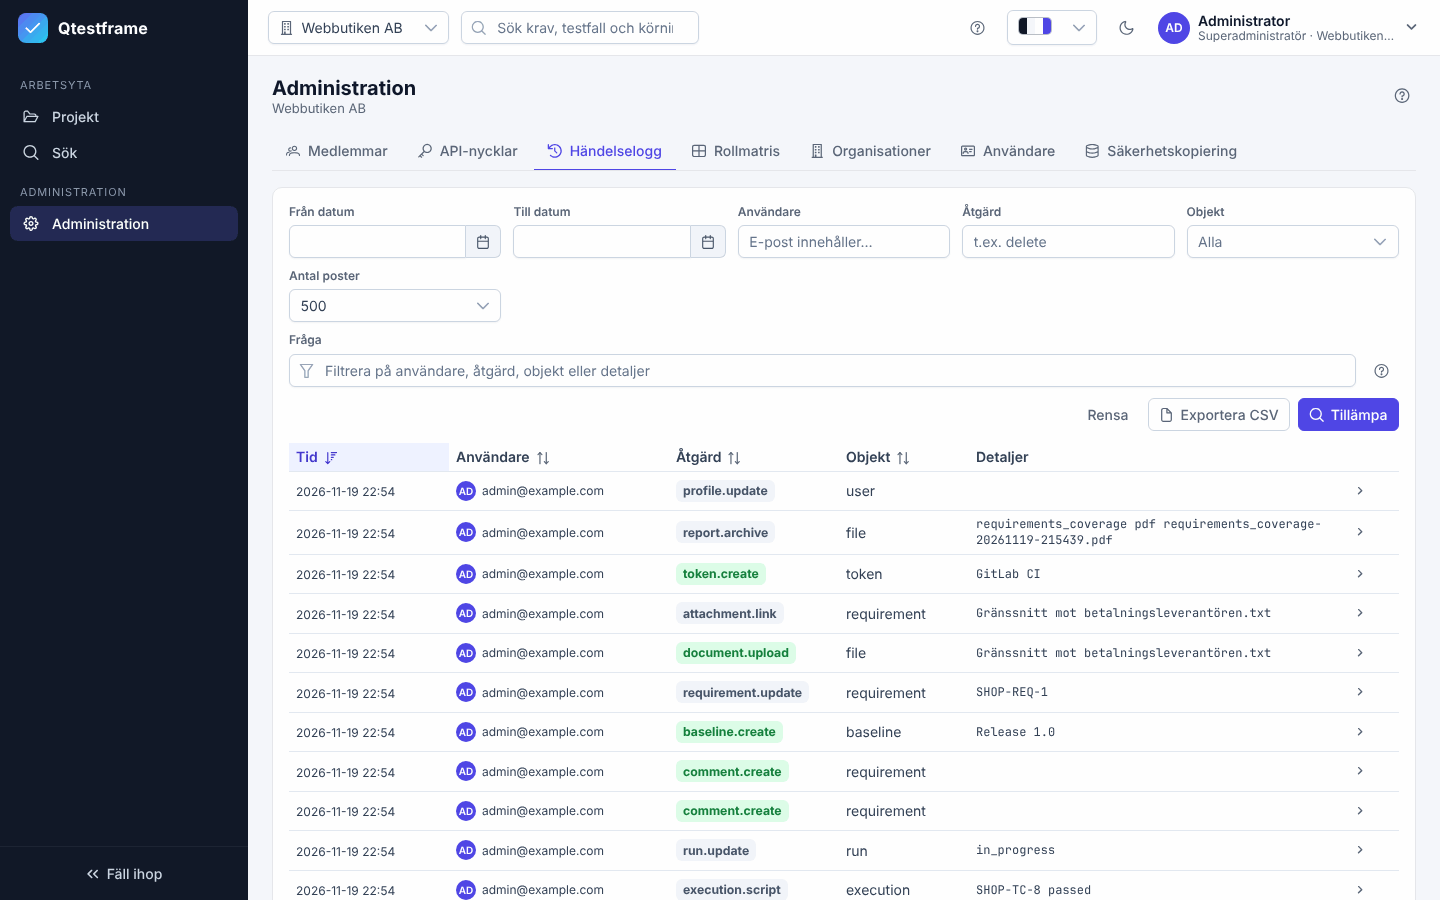 Qtestframe
Webbutiken AB
Sök krav, testfall och körnii
AD
Administrator
Superadministratör · Webbutiken...
ARBETSYTA
Projekt
Sök
ADMINISTRATION
Administration
Fäll ihop
Administration
Webbutiken AB
Medlemmar
API-nycklar
Händelselogg
Rollmatris
Organisationer
Användare
Säkerhetskopiering
Från datum
Till datum
Användare
Åtgärd
Objekt
E-post innehåller...
t.ex. delete
Alla
Antal poster
500
Fråga
Filtrera på användare, åtgärd, objekt eller detaljer
Rensa
Exportera CSV
Tillämpa
Tid Användare Åtgärd Objekt Detaljer
2026-11-19 22:54 AD admin@example.com profile.update user
2026-11-19 22:54 AD admin@example.com report.archive file requirements_coverage pdf requirements_coverage-
20261119-215439.pdf
2026-11-19 22:54 AD admin@example.com token.create token GitLab CI
2026-11-19 22:54 AD admin@example.com attachment.link requirement Gränssnitt mot betalningsleverantören.txt
2026-11-19 22:54 AD admin@example.com document.upload file Gränssnitt mot betalningsleverantören.txt
2026-11-19 22:54 AD admin@example.com requirement.update requirement SHOP-REQ-1
2026-11-19 22:54 AD admin@example.com baseline.create baseline Release 1.0
2026-11-19 22:54 AD admin@example.com comment.create requirement
2026-11-19 22:54 AD admin@example.com comment.create requirement
2026-11-19 22:54 AD admin@example.com run.update run in_progress
2026-11-19 22:54 AD admin@example.com execution.script execution SHOP-TC-8 passed